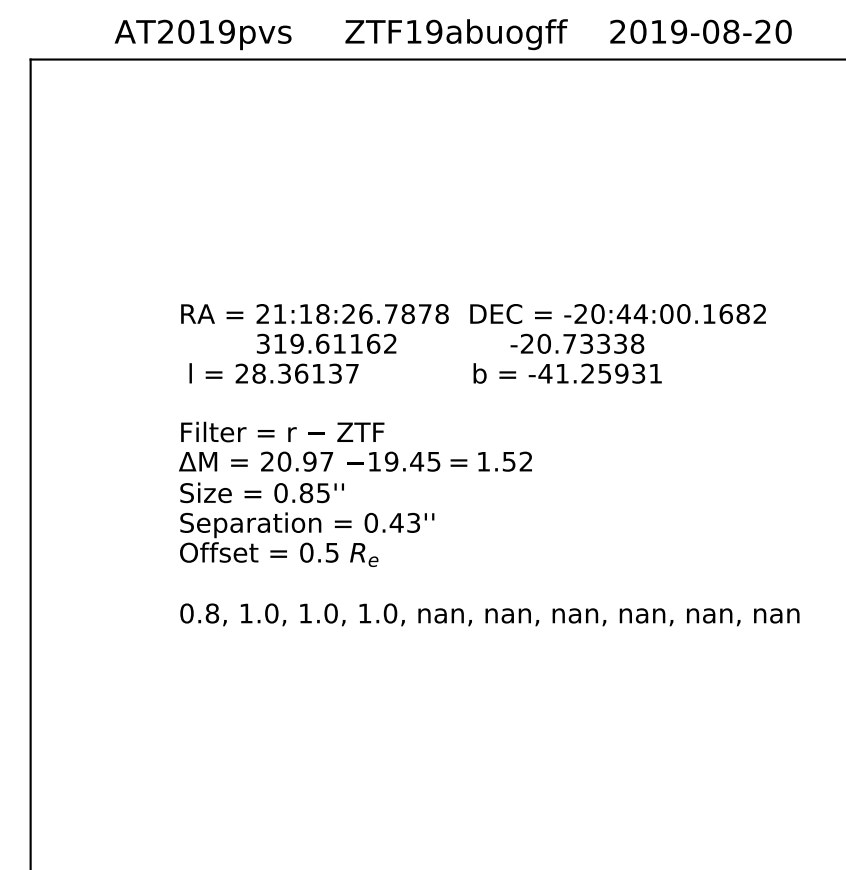 AT2019pvs ZTF19abuogff 2019-08-20
RA = 21:18:26.7878 DEC = -20:44:00.1682
319.61162 -20.73338
l = 28.36137 b = -41.25931
Filter = r − ZTF
ΔM = 20.97 −19.45 = 1.52
Size = 0.85''
Separation = 0.43''
Offset = 0.5 Rₑ
0.8, 1.0, 1.0, 1.0, nan, nan, nan, nan, nan, nan